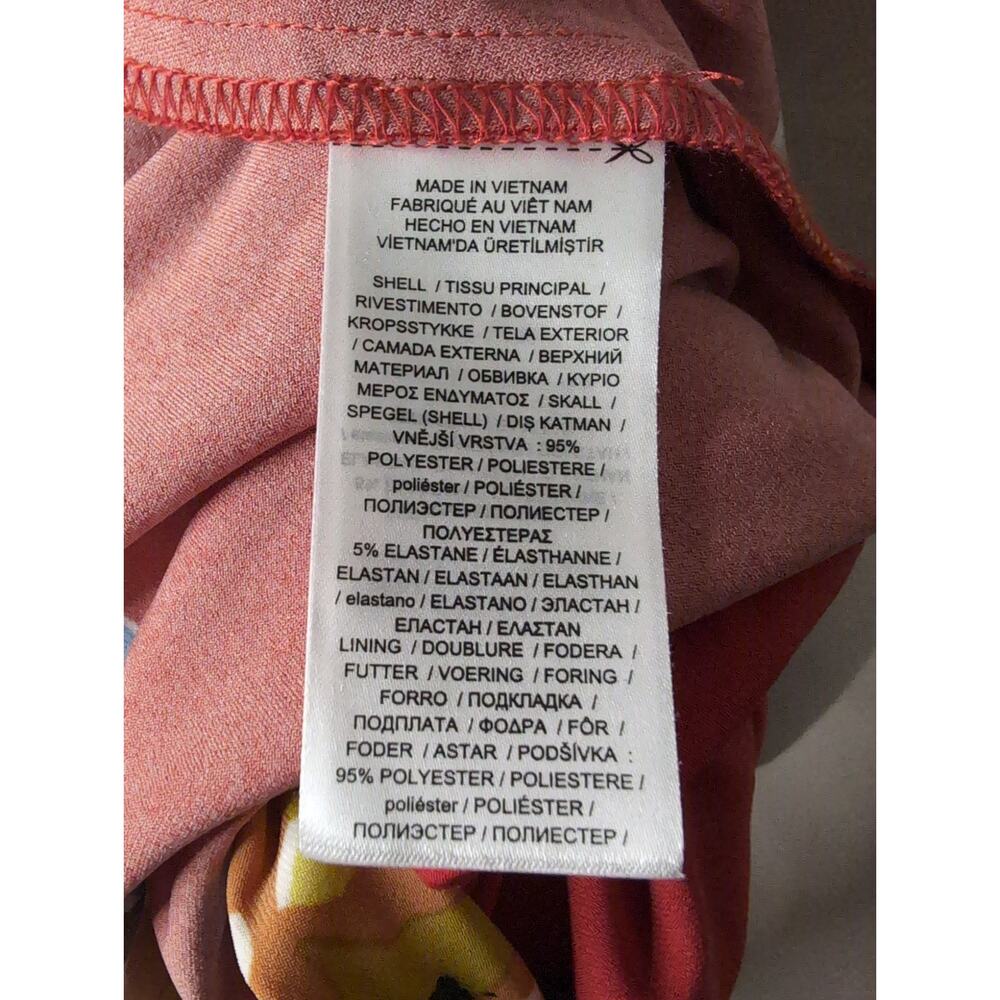 MADE IN VIETNAM
FABRIQUÉ AU VIÊT NAM
HECHO EN VIETNAM
VİETNAM'DA ÜRETİLMİŞTİR
SHELL / TISSU PRINCIPAL /
RIVESTIMENTO / BOVENSTOF /
KROPSSTYKKE / TELA EXTERIOR
/ CAMADA EXTERNA / ВЕРХНИЙ
МАТЕРИАЛ / ОБВИВКА / ΚΥΡΙΟ
ΜΕΡΟΣ ΕΝΔΥΜΑΤΟΣ / SKALL /
SPEGEL (SHELL) / DIŞ KATMAN /
VNĚJŠÍ VRSTVA : 95%
POLYESTER / POLIESTERE /
poliéster / POLIÉSTER /
ПОЛИЭСТЕР / ПОЛИЕСТЕР /
ΠΟΛΥΕΣΤΕΡΑΣ
5% ELASTANE / ÉLASTHANNE /
ELASTAN / ELASTAAN / ELASTHAN
/ elastano / ELASTANO / ЭЛАСТАН /
ЕЛАСТАН / ΕΛΑΣΤΑΝ
LINING / DOUBLURE / FODERA /
FUTTER / VOERING / FORING /
FORRO / ПОДКЛАДКА /
ПОДПЛАТА / ΦΟΔΡΑ / FÔR /
FODER / ASTAR / PODŠÍVKA :
95% POLYESTER / POLIESTERE /
poliéster / POLIÉSTER /
ПОЛИЭСТЕР / ПОЛИЕСТЕР /